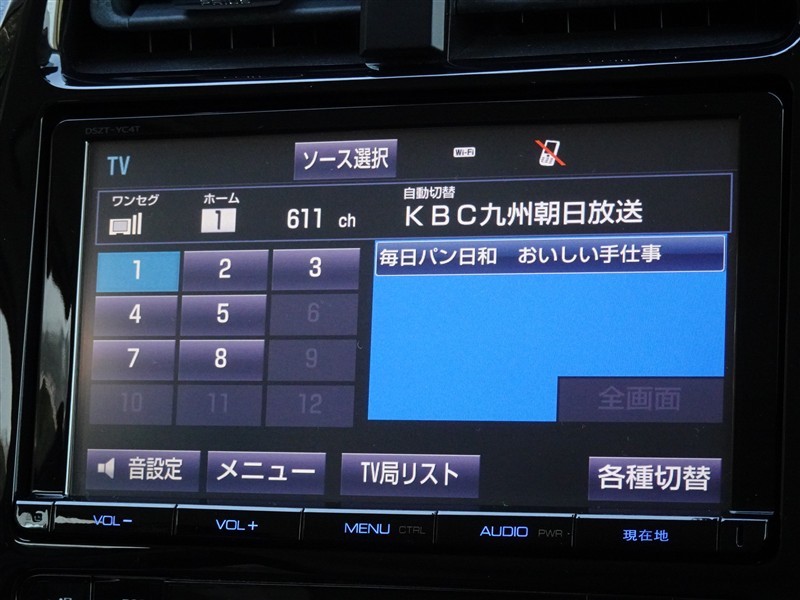 DSZT-YC4T
TV
ソース選択
Wi-Fi
ワンセグ
ホーム
1
611 ch
自動切替
KBC九州朝日放送
1 2 3
毎日パン日和 おいしい手仕事
4 5 6
7 8 9
10 11 12
全画面
音設定
メニュー
TV局リスト
各種切替
VOL-
VOL+
MENU CTRL
AUDIO PWR
現在地